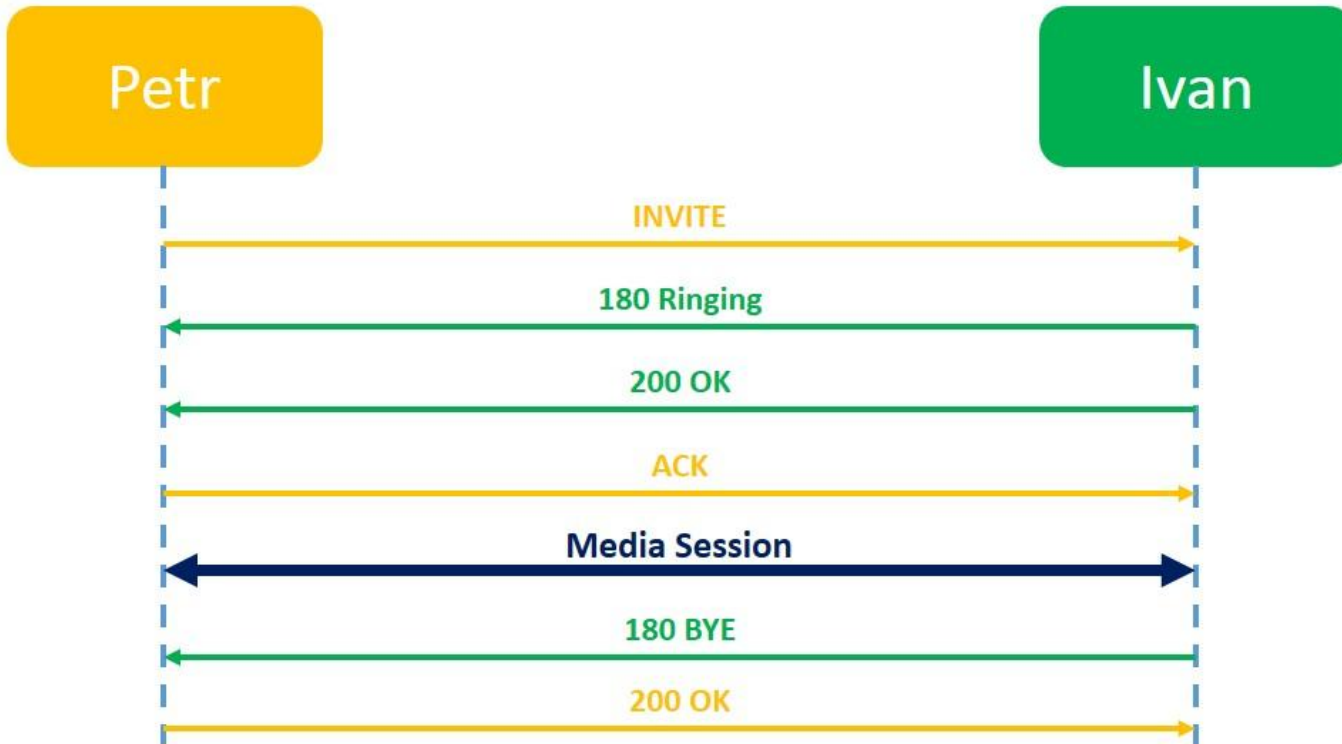 Petr
Ivan
INVITE
180 Ringing
200 OK
ACK
Media Session
180 BYE
200 OK